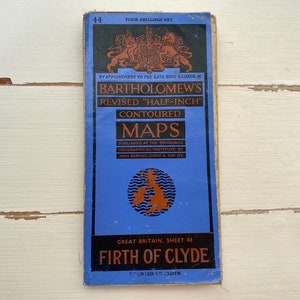 44 FOUR SHILLINGS NET
BY APPOINTMENT TO THE LATE KING GEORGE V
BARTHOLOMEW'S
REVISED "HALF-INCH"
CONTOURED
MAPS
PUBLISHED AT THE EDINBURGH
GEOGRAPHICAL INSTITUTE BY
JOHN BARTHOLOMEW & SON LTD
GREAT BRITAIN, SHEET 44
FIRTH OF CLYDE
MOUNTED ON CLOTH